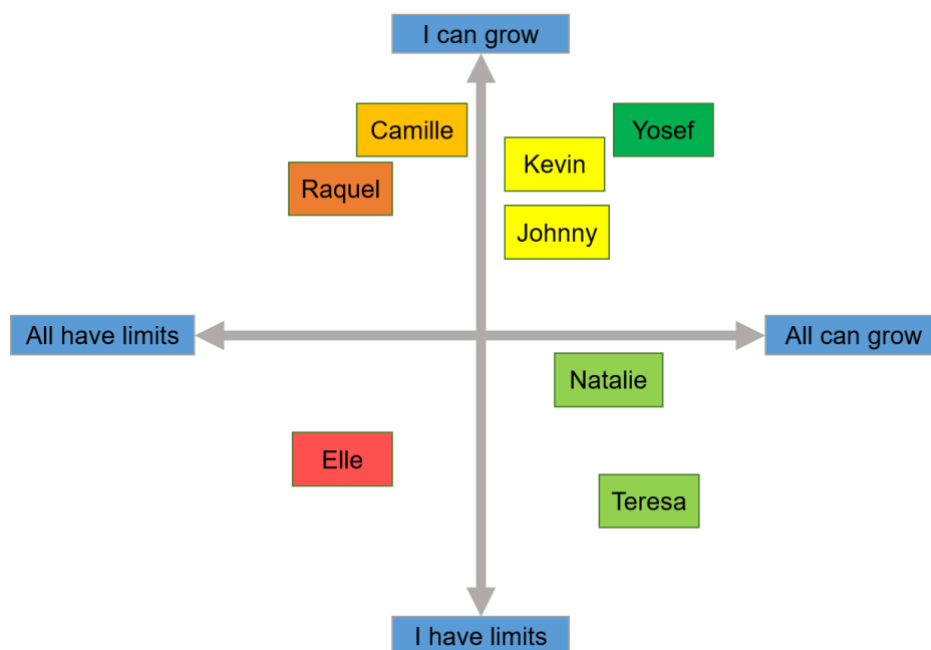 I can grow
Camille
Yosef
Kevin
Raquel
Johnny
All have limits
All can grow
Natalie
Elle
Teresa
I have limits